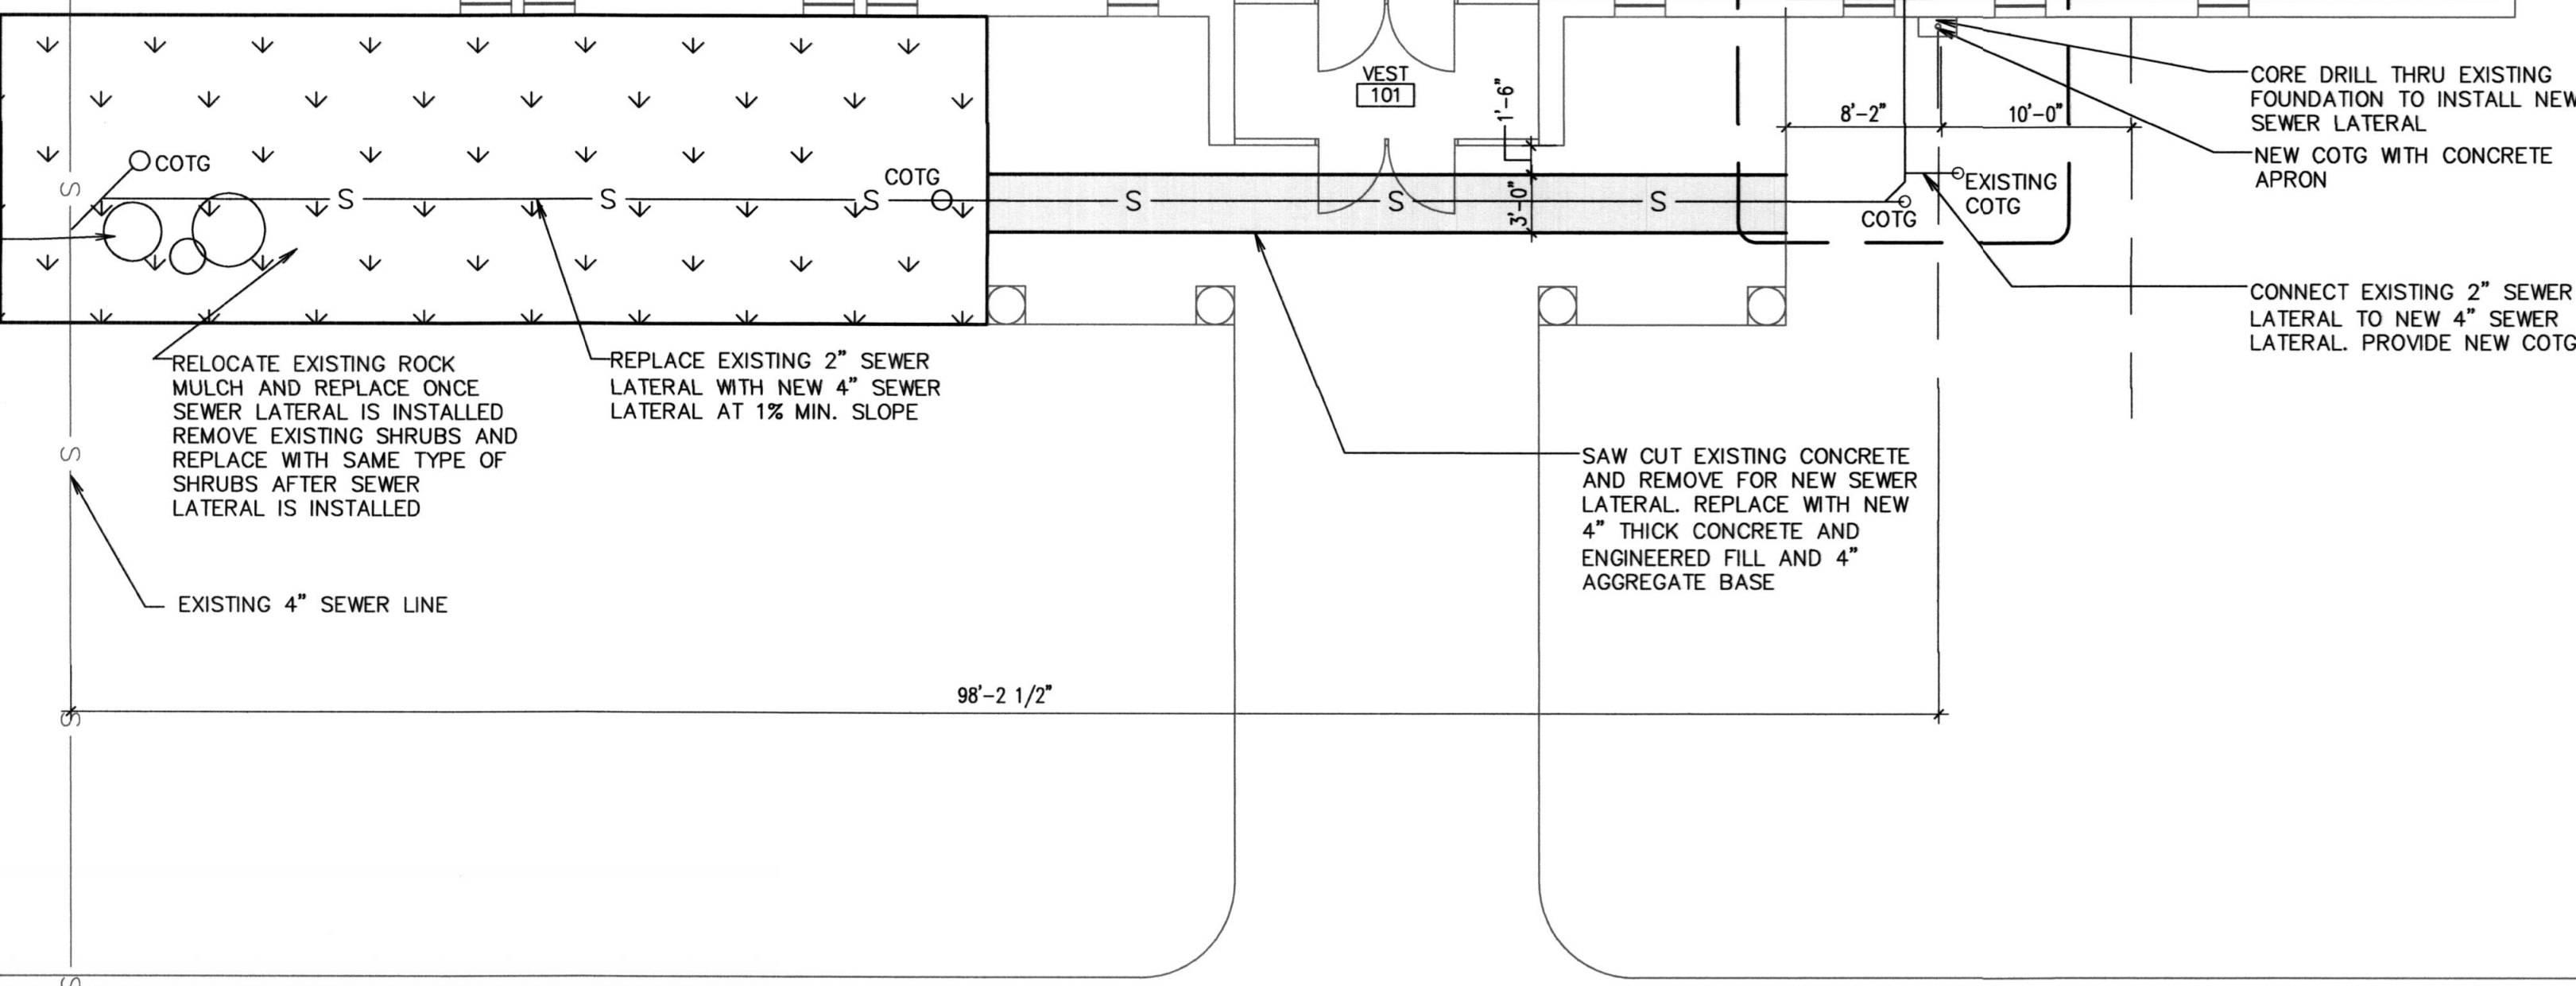 VEST
101
1'-6"
8'-2"
10'-0"
CORE DRILL THRU EXISTING
FOUNDATION TO INSTALL NEW
SEWER LATERAL
NEW COTG WITH CONCRETE
APRON
S
COTG
S
S
S
COTG
S
S
S
3'-0"
COTG
EXISTING
COTG
CONNECT EXISTING 2" SEWER
LATERAL TO NEW 4" SEWER
LATERAL. PROVIDE NEW COTG
RELOCATE EXISTING ROCK
MULCH AND REPLACE ONCE
SEWER LATERAL IS INSTALLED
REMOVE EXISTING SHRUBS AND
REPLACE WITH SAME TYPE OF
SHRUBS AFTER SEWER
LATERAL IS INSTALLED
REPLACE EXISTING 2" SEWER
LATERAL WITH NEW 4" SEWER
LATERAL AT 1% MIN. SLOPE
S
SAW CUT EXISTING CONCRETE
AND REMOVE FOR NEW SEWER
LATERAL. REPLACE WITH NEW
4" THICK CONCRETE AND
ENGINEERED FILL AND 4"
AGGREGATE BASE
EXISTING 4" SEWER LINE
98'-2 1/2"
S
S